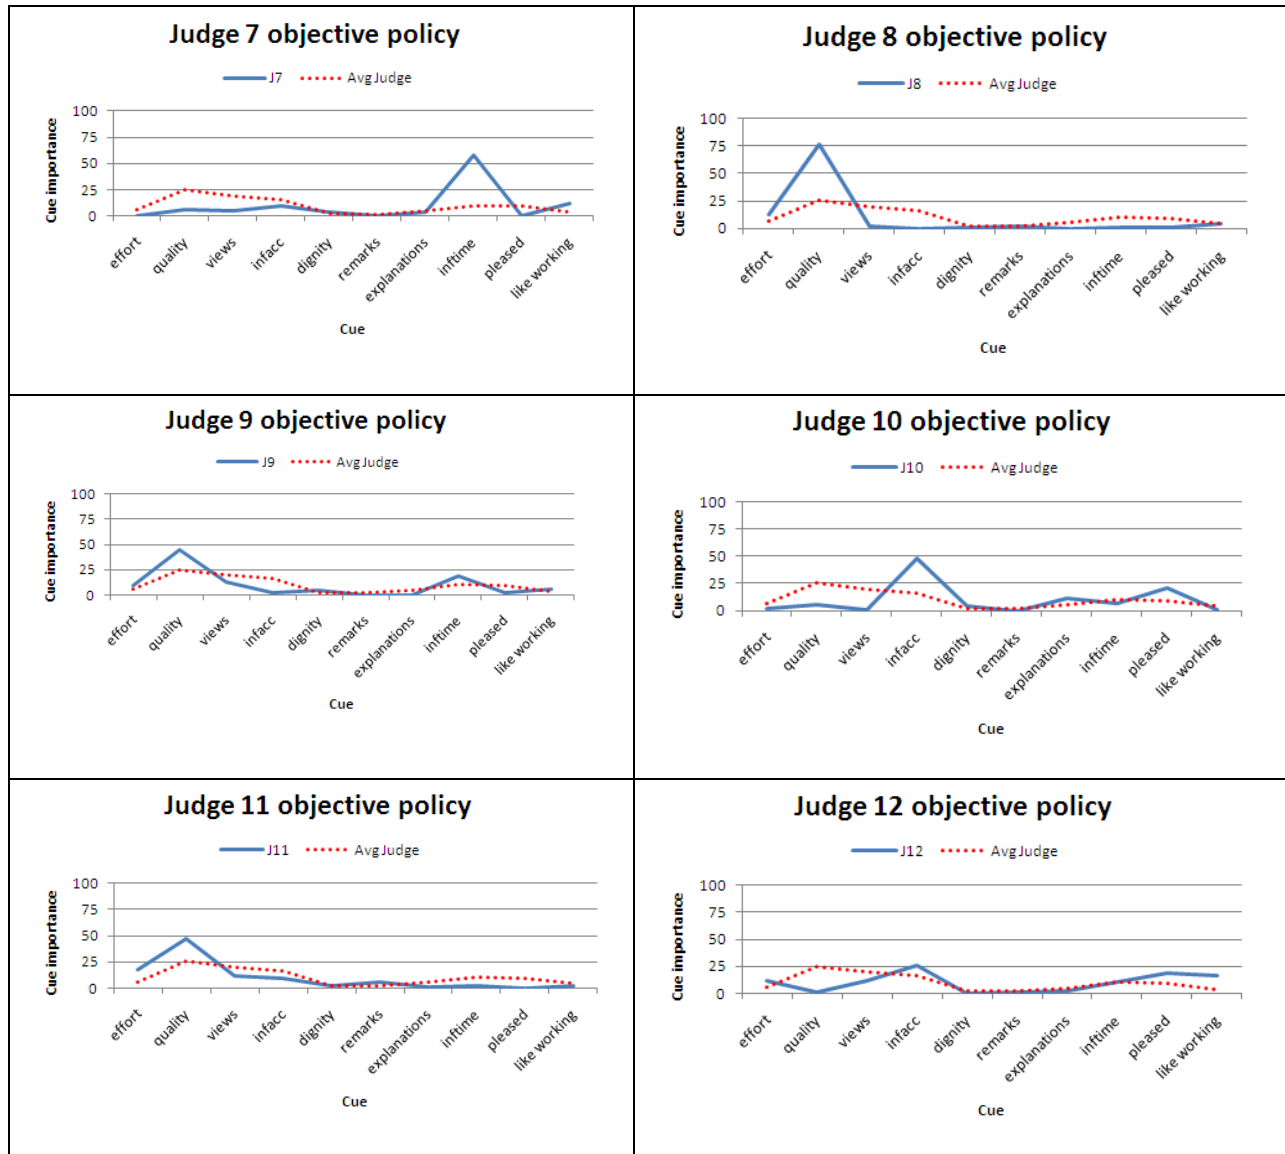 Judge 7 objective policy
J7 Avg Judge
Cue importance
100
75
50
25
0
effort quality views infacc dignity remarks explanations inftime pleased like working
Cue
Judge 8 objective policy
J8 Avg Judge
Cue importance
100
75
50
25
0
effort quality views infacc dignity remarks explanations inftime pleased like working
Cue
Judge 9 objective policy
J9 Avg Judge
Cue importance
100
75
50
25
0
effort quality views infacc dignity remarks explanations inftime pleased like working
Cue
Judge 10 objective policy
J10 Avg Judge
Cue importance
100
75
50
25
0
effort quality views infacc dignity remarks explanations inftime pleased like working
Cue
Judge 11 objective policy
J11 Avg Judge
Cue importance
100
75
50
25
0
effort quality views infacc dignity remarks explanations inftime pleased like working
Cue
Judge 12 objective policy
J12 Avg Judge
Cue importance
100
75
50
25
0
effort quality views infacc dignity remarks explanations inftime pleased like working
Cue